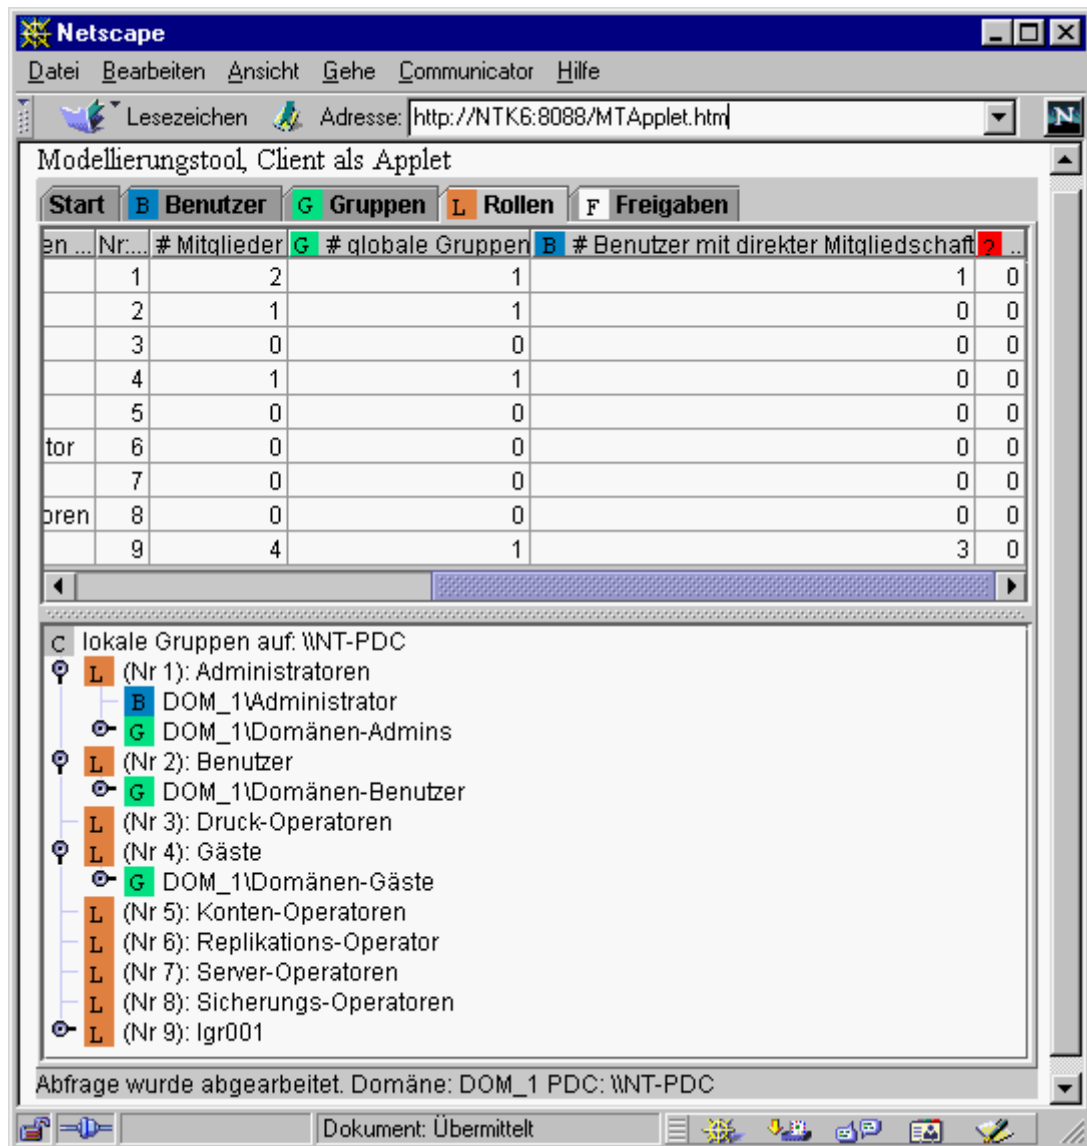 Netscape
Datei Bearbeiten Ansicht Gehe Communicator Hilfe
Lesezeichen Adresse: http://NTK6:8088/MTApplet.htm N
Modellierungstool, Client als Applet
Start B Benutzer G Gruppen L Rollen F Freigaben
en ... Nr:... # Mitglieder G # globale Gruppen B # Benutzer mit direkter Mitgliedschaft ? ..
1 2 1 1 0
2 1 1 0 0
3 0 0 0 0
4 1 1 0 0
5 0 0 0 0
tor 6 0 0 0 0
7 0 0 0 0
oren 8 0 0 0 0
9 4 1 3 0
C lokale Gruppen auf: \\NT-PDC
L (Nr 1): Administratoren
B DOM_1\Administrator
G DOM_1\Domänen-Admins
L (Nr 2): Benutzer
G DOM_1\Domänen-Benutzer
L (Nr 3): Druck-Operatoren
L (Nr 4): Gäste
G DOM_1\Domänen-Gäste
L (Nr 5): Konten-Operatoren
L (Nr 6): Replikations-Operator
L (Nr 7): Server-Operatoren
L (Nr 8): Sicherungs-Operatoren
L (Nr 9): lgr001
Abfrage wurde abgearbeitet. Domäne: DOM_1 PDC: \\NT-PDC
Dokument: Übermittelt